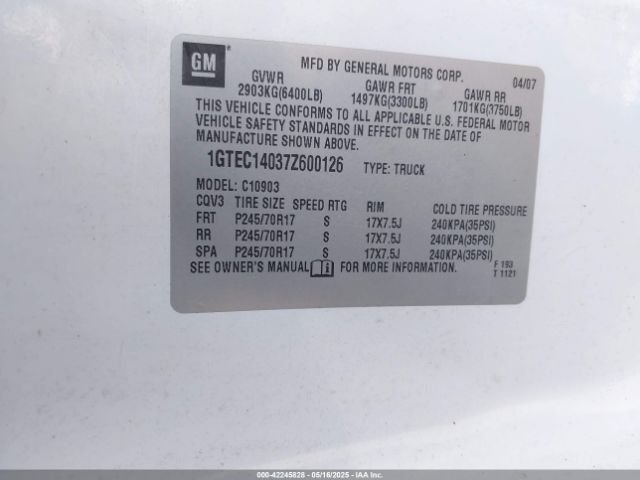 GM
MFD BY GENERAL MOTORS CORP. 04/07
GVWR GAWR FRT GAWR RR
2903KG(6400LB) 1497KG(3300LB) 1701KG(3750LB)
THIS VEHICLE CONFORMS TO ALL APPLICABLE U.S. FEDERAL MOTOR
VEHICLE SAFETY STANDARDS IN EFFECT ON THE DATE OF
MANUFACTURE SHOWN ABOVE.
1GTEC14037Z600126 TYPE: TRUCK
MODEL: C10903
CQV3 TIRE SIZE SPEED RTG RIM COLD TIRE PRESSURE
FRT P245/70R17 S 17X7.5J 240KPA(35PSI)
RR P245/70R17 S 17X7.5J 240KPA(35PSI)
SPA P245/70R17 S 17X7.5J 240KPA(35PSI)
SEE OWNER'S MANUAL FOR MORE INFORMATION.
F 193
T 1121
000-42245828 - 05/16/2025 - IAA, Inc.